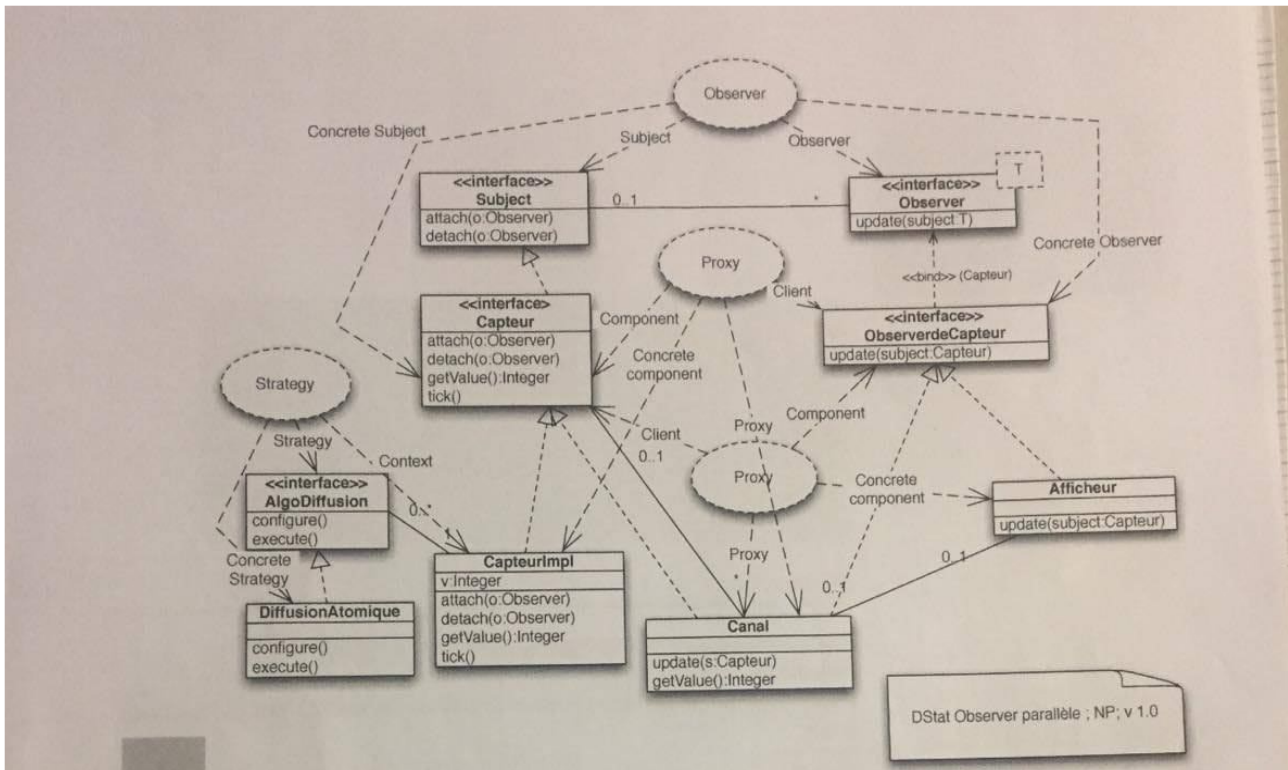 Observer
Concrete Subject
Subject
Observer
T
<<interface>>
Subject
attach(o:Observer)
detach(o:Observer)
0..1
*
<<interface>>
Observer
update(subject:T)
Concrete Observer
Proxy
<<bind>> (Capteur)
Client
<<interface>
Capteur
attach(o:Observer)
detach(o:Observer)
getValue():Integer
tick()
Component
Concrete
component
<<interface>>
ObserverdeCapteur
update(subject:Capteur)
Strategy
Strategy
Context
Client
0..1
Proxy
Component
Proxy
Concrete
component
<<interface>>
AlgoDiffusion
configure()
execute()
Concrete
Strategy
Afficheur
update(subject:Capteur)
CapteurImpl
v:Integer
attach(o:Observer)
detach(o:Observer)
getValue():Integer
tick()
Proxy
*
0..1
0..1
DiffusionAtomique
configure()
execute()
Canal
update(s:Capteur)
getValue():Integer
DStat Observer parallèle ; NP; v 1.0